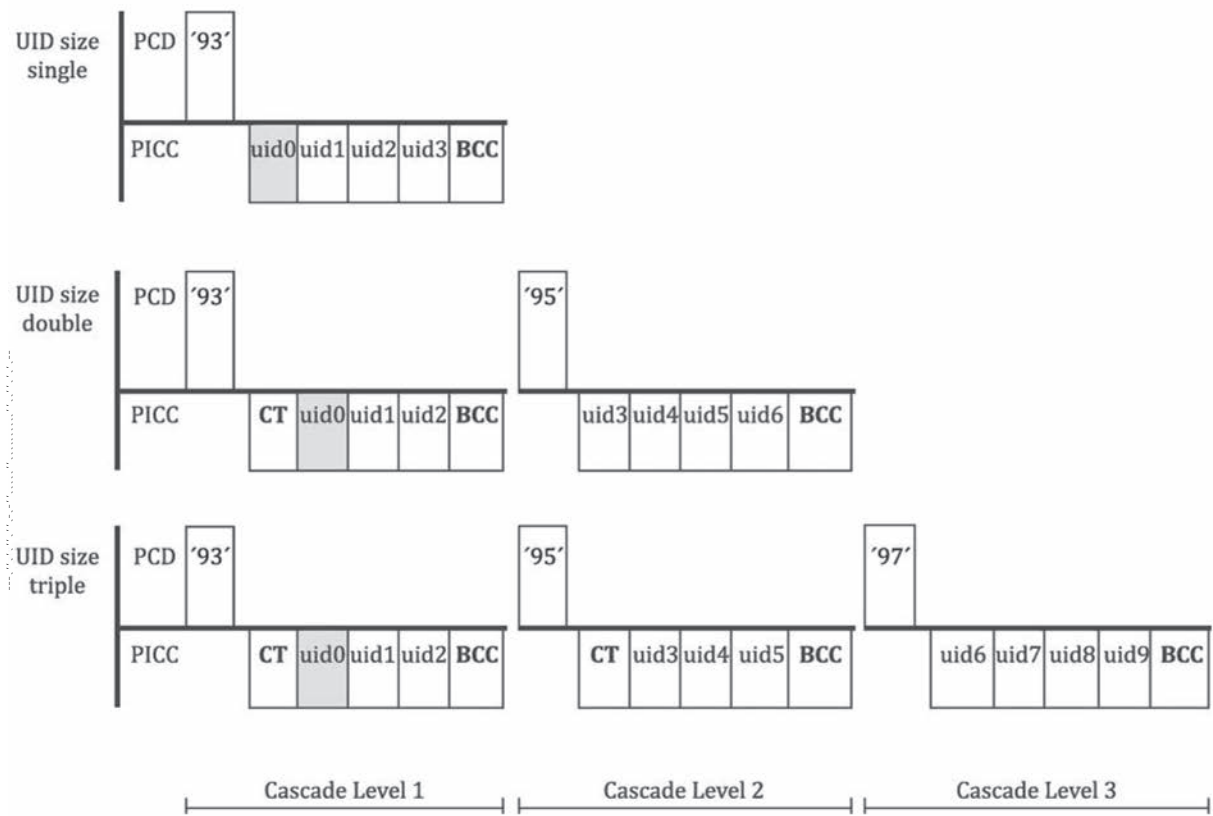 UID size single
PCD ´93´
PICC uid0 uid1 uid2 uid3 BCC
UID size double
PCD ´93´ ´95´
PICC CT uid0 uid1 uid2 BCC uid3 uid4 uid5 uid6 BCC
UID size triple
PCD ´93´ ´95´ ´97´
PICC CT uid0 uid1 uid2 BCC CT uid3 uid4 uid5 BCC uid6 uid7 uid8 uid9 BCC
Cascade Level 1 Cascade Level 2 Cascade Level 3